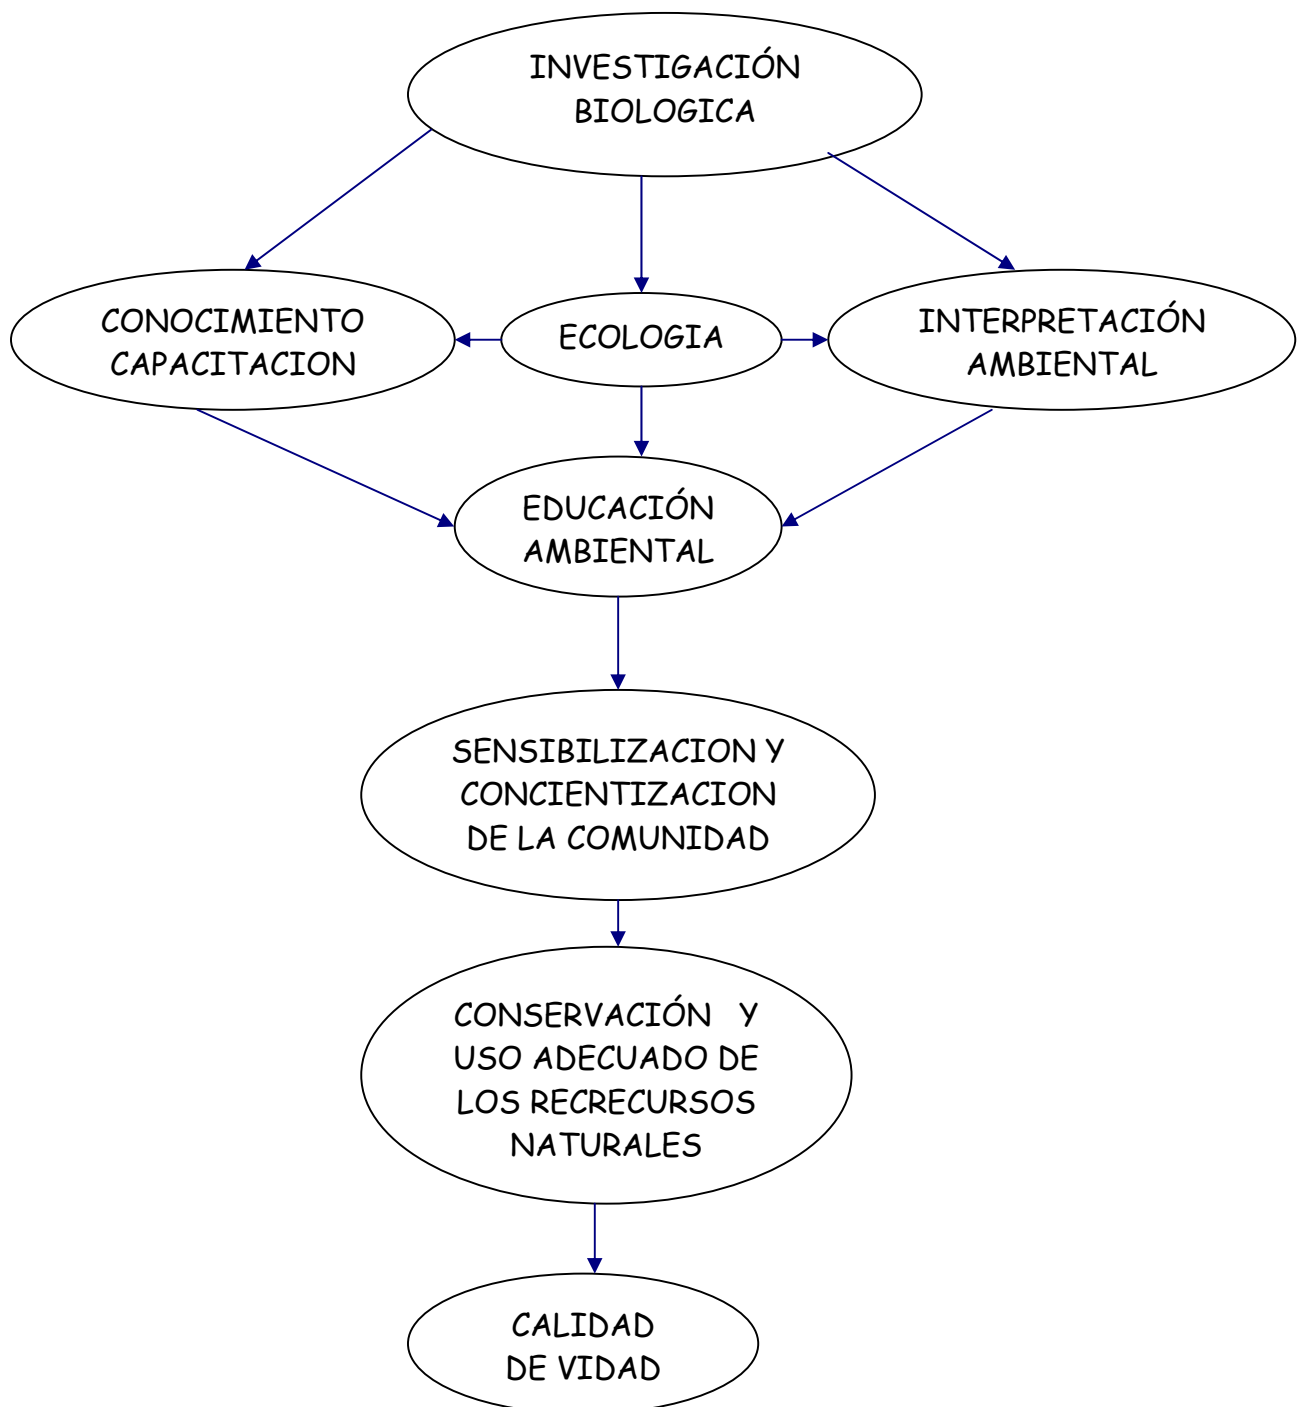 INVESTIGACIÓN
BIOLOGICA
CONOCIMIENTO
CAPACITACION
ECOLOGIA
INTERPRETACIÓN
AMBIENTAL
EDUCACIÓN
AMBIENTAL
SENSIBILIZACION Y
CONCIENTIZACION
DE LA COMUNIDAD
CONSERVACIÓN Y
USO ADECUADO DE
LOS RECRECURSOS
NATURALES
CALIDAD
DE VIDAD